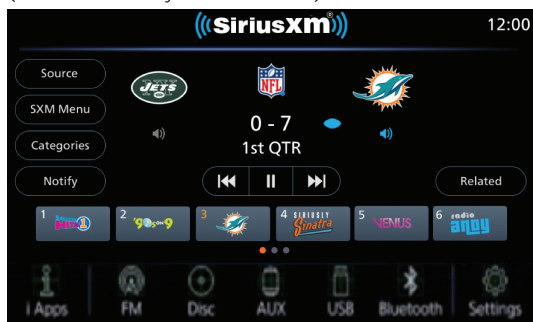 ((SiriusXm))
12:00
Source
SXM Menu
Categories
Notify
JETS
NFL
0 - 7
1st QTR
Related
1
2 '90s on 9
3
4 SIRIUSLY Sinatra
5 VENUS
6 radio andy
i Apps
FM
Disc
AUX
USB
Bluetooth
Settings